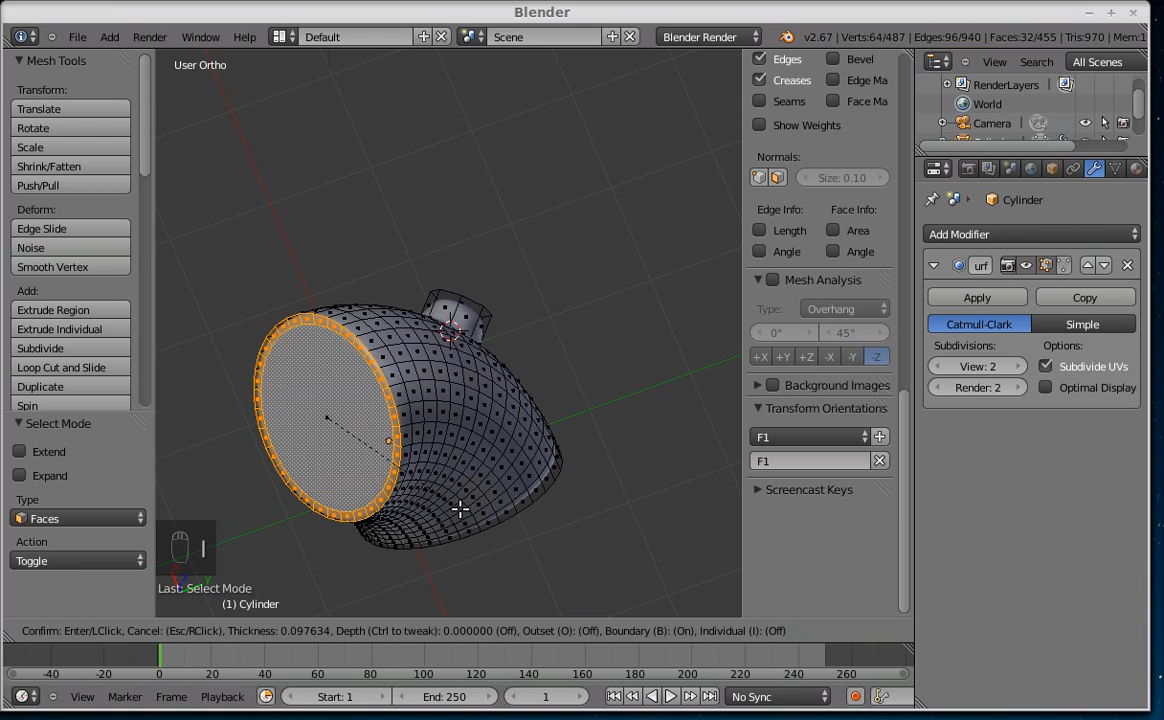 Blender
File Add Render Window Help Default Scene Blender Render v2.67 | Verts:64/487 | Edges:96/940 | Faces:32/455 | Tris:970 | Mem:1
Mesh Tools
Transform:
Translate
Rotate
Scale
Shrink/Fatten
Push/Pull
Deform:
Edge Slide
Noise
Smooth Vertex
Add:
Extrude Region
Extrude Individual
Subdivide
Loop Cut and Slide
Duplicate
Spin
Select Mode
Extend
Expand
Type
Faces
Action
Toggle
User Ortho
I
Last: Select Mode
(1) Cylinder
Edges Bevel
Creases Edge Ma
Seams Face Ma
Show Weights
Normals:
Size: 0.10
Edge Info: Face Info:
Length Area
Angle Angle
Mesh Analysis
Type: Overhang
0° 45°
+X +Y +Z -X -Y -Z
Background Images
Transform Orientations
F1
F1
Screencast Keys
View Search All Scenes
RenderLayers
World
Camera
Cylinder
Add Modifier
urf
Apply Copy
Catmull-Clark Simple
Subdivisions: Options:
View: 2 Subdivide UVs
Render: 2 Optimal Display
Confirm: Enter/LClick, Cancel: (Esc/RClick), Thickness: 0.097634, Depth (Ctrl to tweak): 0.000000 (Off), Outset (O): (Off), Boundary (B): (On), Individual (I): (Off)
-40 -20 0 20 40 60 80 100 120 140 160 180 200 220 240 260
View Marker Frame Playback Start: 1 End: 250 1 No Sync